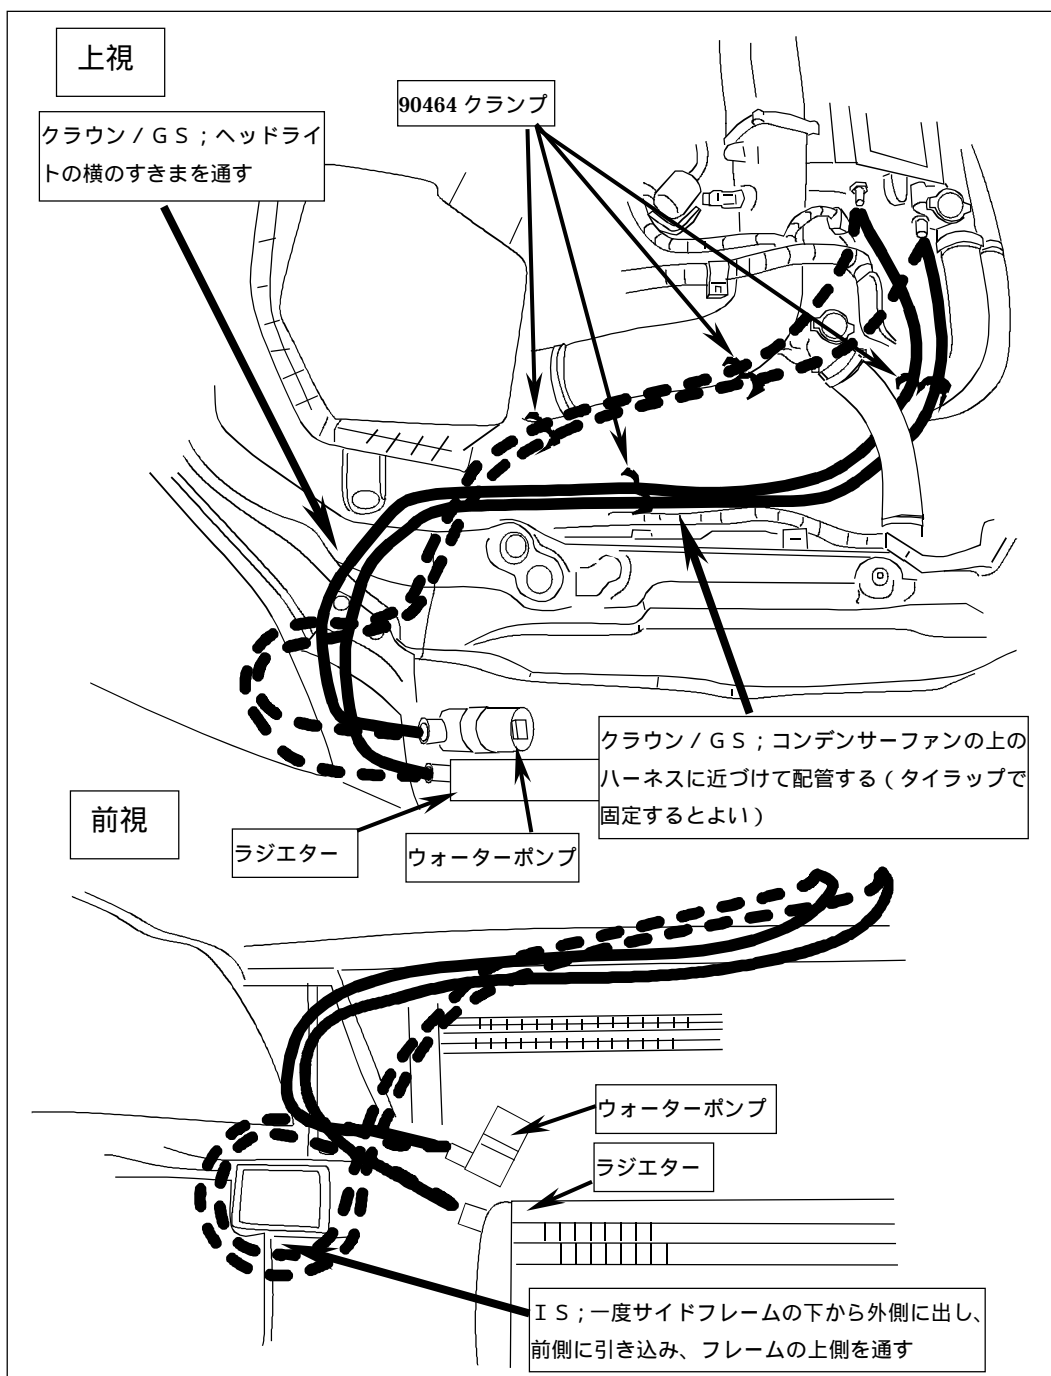 上視
90464 クランプ
クラウン / ＧＳ ; ヘッドライ
トの横のすきまを通す
クラウン / ＧＳ ; コンデンサーファンの上の
ハーネスに近づけて配管する ( タイラップで
固定するとよい )
ラジエター
ウォーターポンプ
前視
ウォーターポンプ
ラジエター
ＩＳ ; 一度サイドフレームの下から外側に出し、
前側に引き込み、フレームの上側を通す